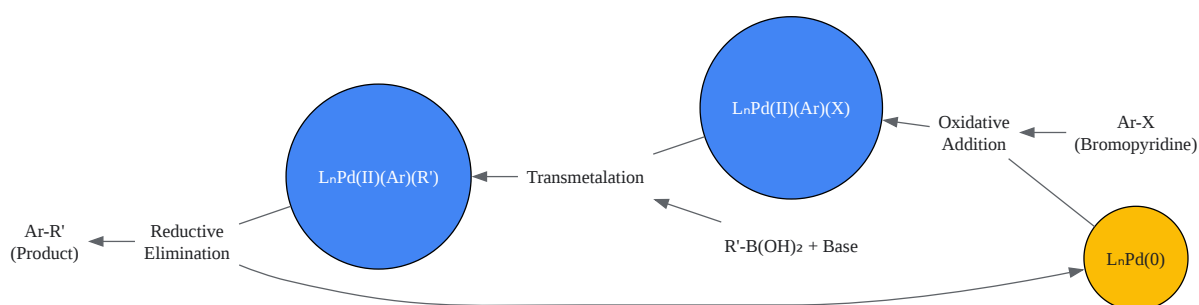 LₙPd(II)(Ar)(X)
Oxidative
Addition
Ar-X
(Bromopyridine)
LₙPd(II)(Ar)(R')
Transmetalation
Ar-R'
(Product)
Reductive
Elimination
R'-B(OH)₂ + Base
LₙPd(0)